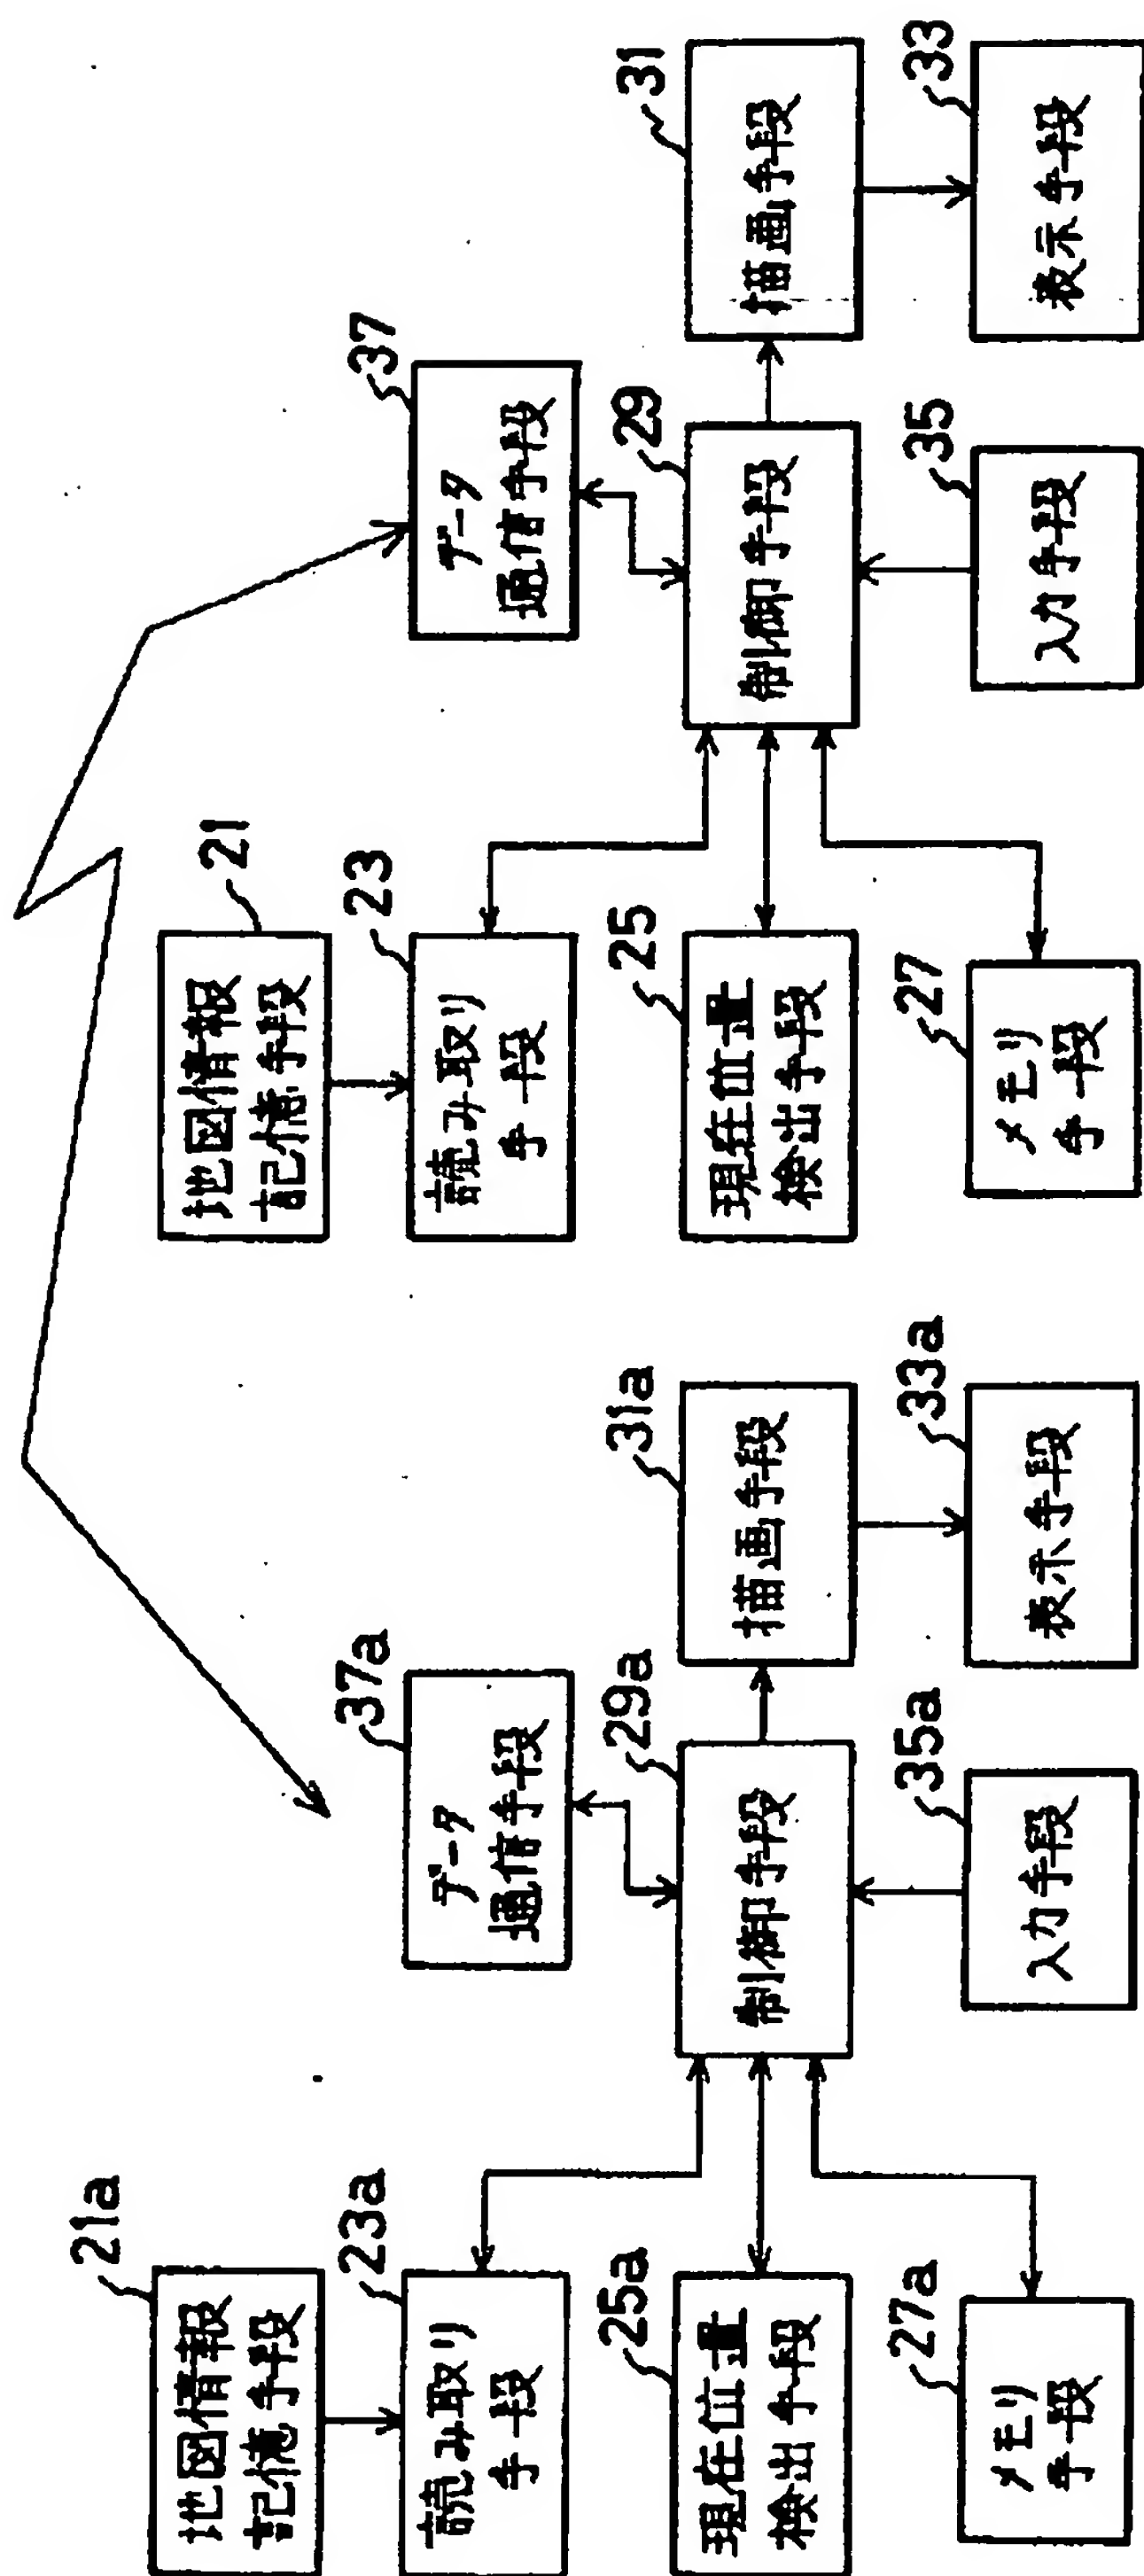 21a
地図情報
記憶手段
23a
読み取り
手段
25a
現在位置
検出手段
27a
メモリ
手段
37a
データ
通信手段
29a
制御手段
35a
入力手段
31a
描画手段
33a
表示手段
21
地図情報
記憶手段
23
読み取り
手段
25
現在位置
検出手段
27
メモリ
手段
37
データ
通信手段
29
制御手段
35
入力手段
31
描画手段
33
表示手段